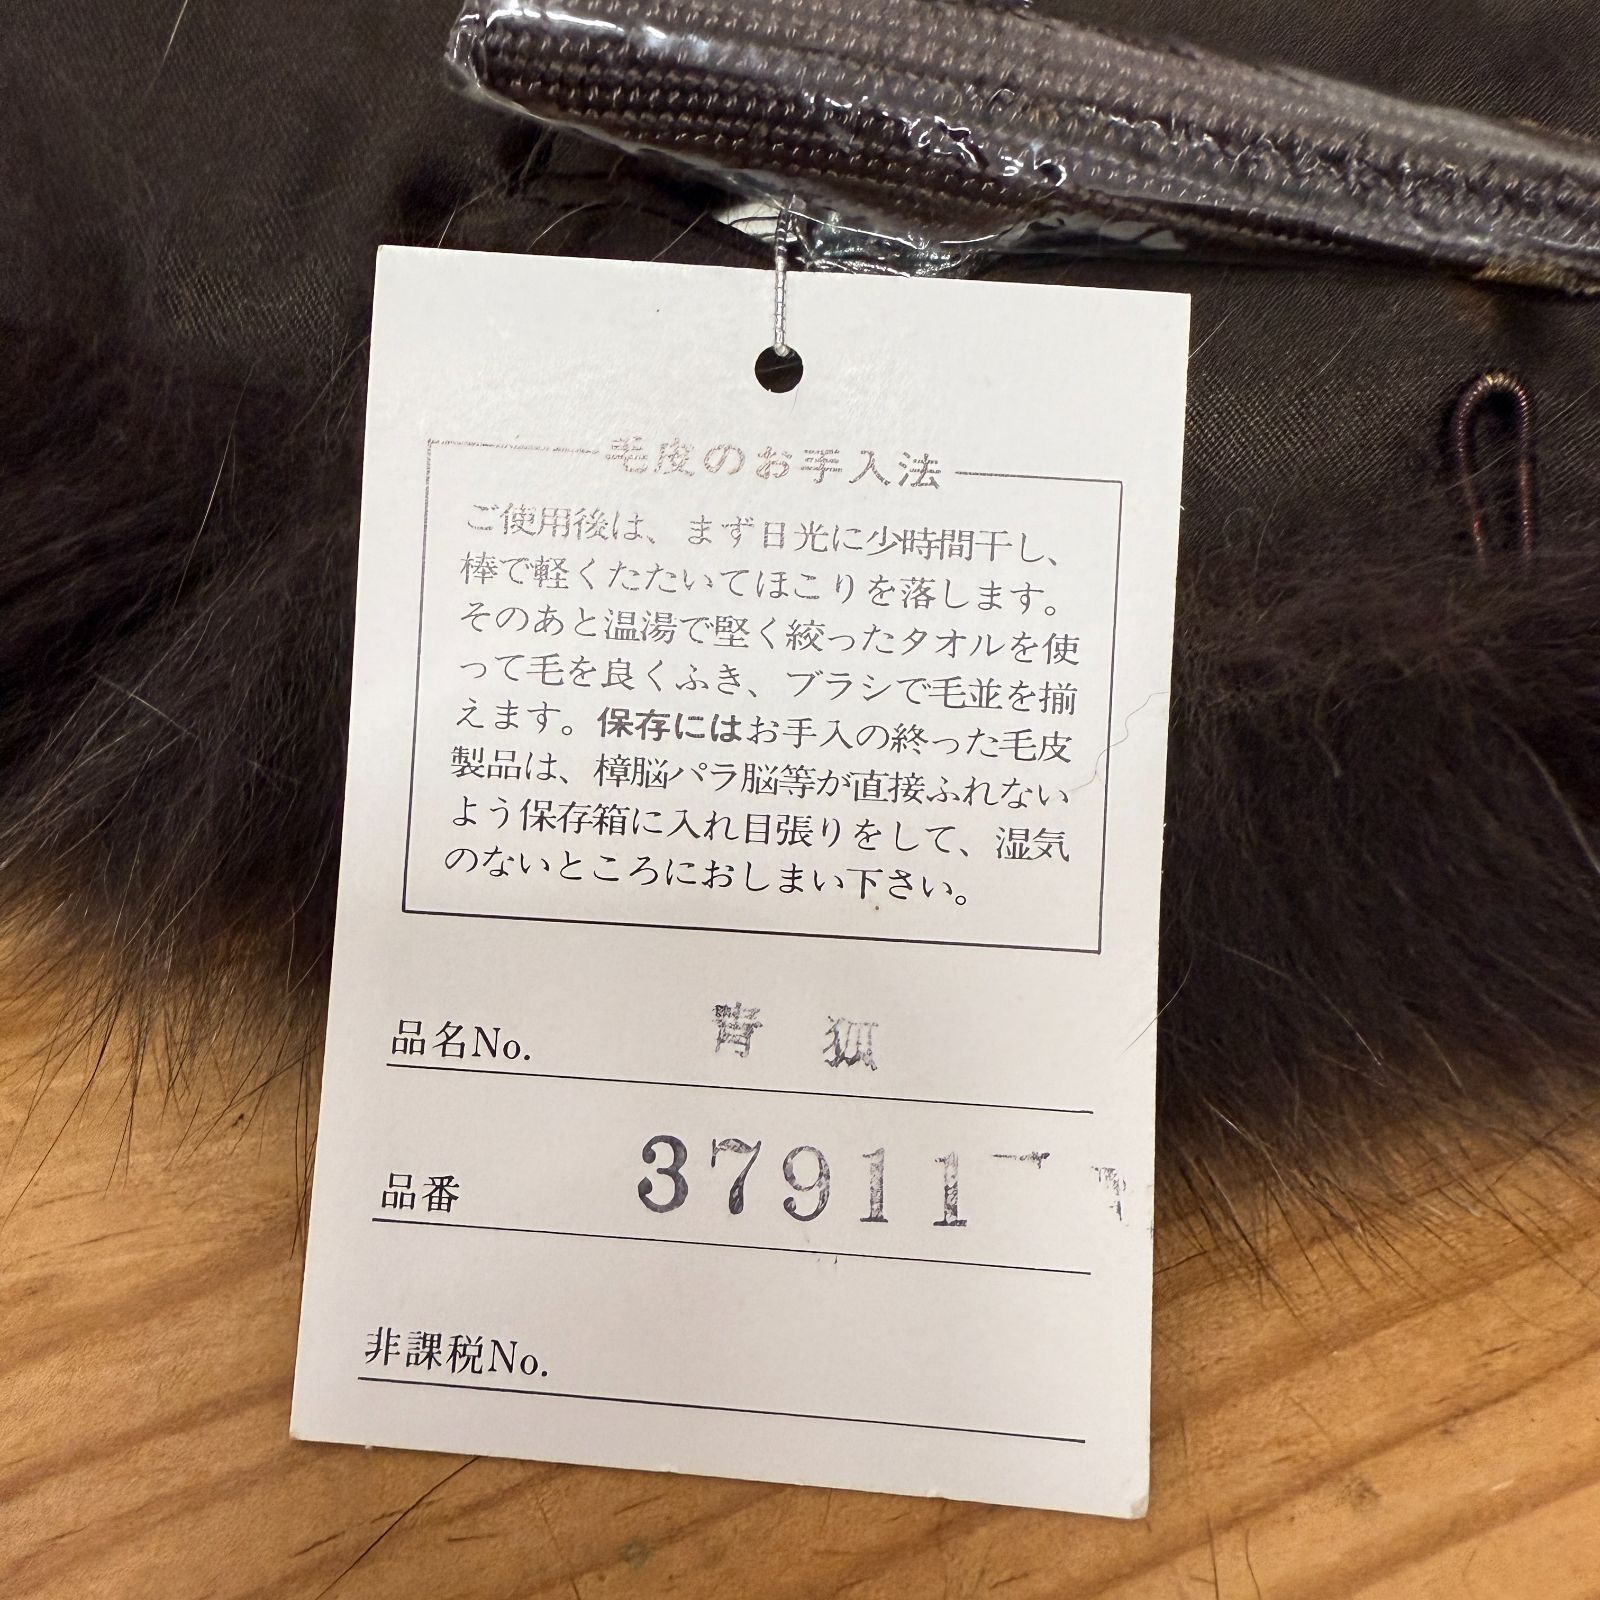 毛皮のお手入法
ご使用後は、まず日光に少時間干し、
棒で軽くたたいてほこりを落します。
そのあと温湯で堅く絞ったタオルを使
って毛を良くふき、ブラシで毛並を揃
えます。保存にはお手入の終った毛皮
製品は、樟脳パラ脳等が直接ふれない
よう保存箱に入れ目張りをして、湿気
のないところにおしまい下さい。
品名No. 青 狐
品番 37911
非課税No.